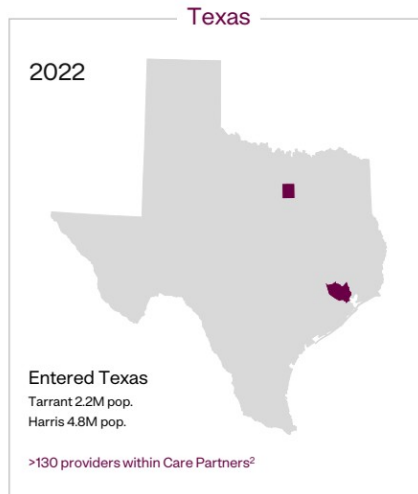 Texas
2022
Entered Texas
Tarrant 2.2M pop.
Harris 4.8M pop.
>130 providers within Care Partners²